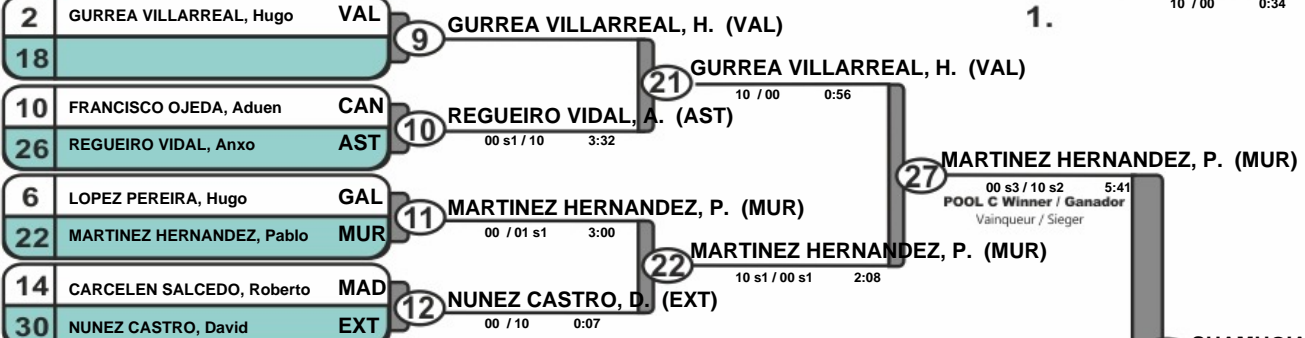 10 / 00 0:34
1.
2 GURREA VILLARREAL, Hugo VAL
18
9 GURREA VILLARREAL, H. (VAL)
21 GURREA VILLARREAL, H. (VAL)
10 / 00 0:56
10 FRANCISCO OJEDA, Aduen CAN
26 REGUEIRO VIDAL, Anxo AST
10 REGUEIRO VIDAL, A. (AST)
00 s1 / 10 3:32
27 MARTINEZ HERNANDEZ, P. (MUR)
00 s3 / 10 s2 5:41
POOL C Winner / Ganador
Vainqueur / Sieger
6 LOPEZ PEREIRA, Hugo GAL
22 MARTINEZ HERNANDEZ, Pablo MUR
11 MARTINEZ HERNANDEZ, P. (MUR)
00 / 01 s1 3:00
22 MARTINEZ HERNANDEZ, P. (MUR)
10 s1 / 00 s1 2:08
14 CARCELEN SALCEDO, Roberto MAD
30 NUNEZ CASTRO, David EXT
12 NUNEZ CASTRO, D. (EXT)
00 / 10 0:07